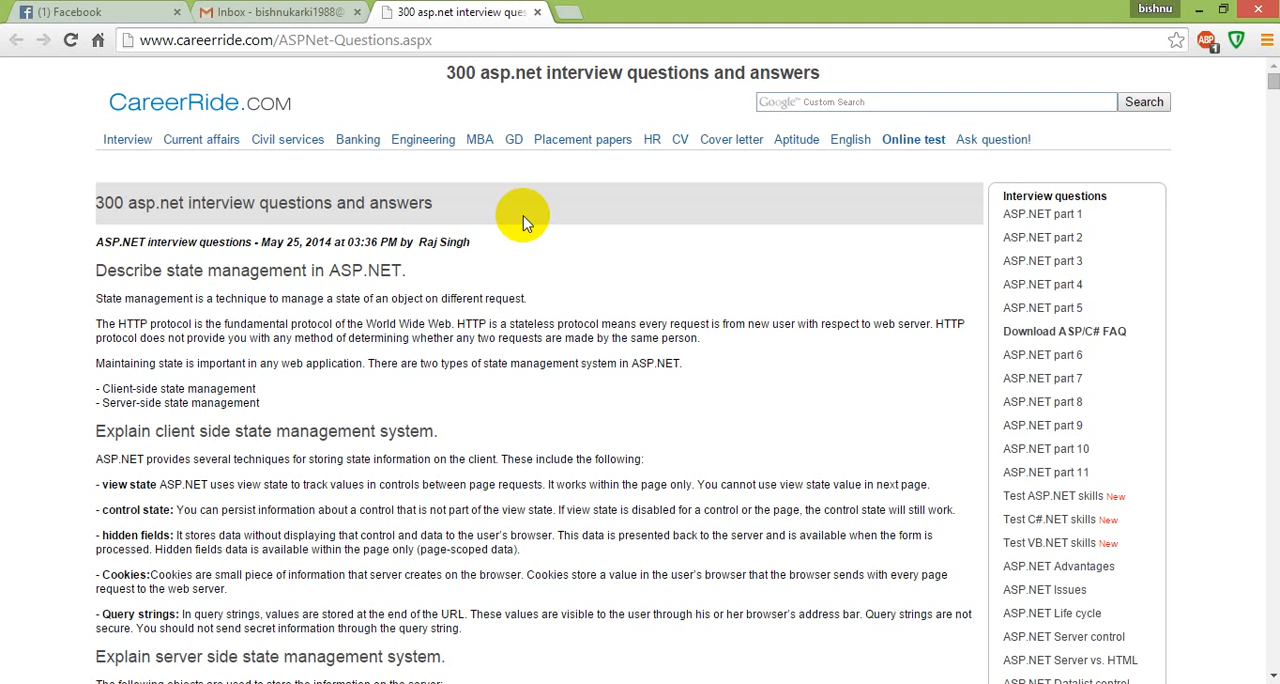 (1) Facebook
Inbox - bishnukarki1988@
300 asp.net interview ques
bishnu
www.careerride.com/ASPNet-Questions.aspx
ABP
1
300 asp.net interview questions and answers
CareerRide.COM
Google™ Custom Search
Search
Interview Current affairs Civil services Banking Engineering MBA GD Placement papers HR CV Cover letter Aptitude English Online test Ask question!
300 asp.net interview questions and answers
ASP.NET interview questions - May 25, 2014 at 03:36 PM by Raj Singh
Describe state management in ASP.NET.
State management is a technique to manage a state of an object on different request.
The HTTP protocol is the fundamental protocol of the World Wide Web. HTTP is a stateless protocol means every request is from new user with respect to web server. HTTP
protocol does not provide you with any method of determining whether any two requests are made by the same person.
Maintaining state is important in any web application. There are two types of state management system in ASP.NET.
- Client-side state management
- Server-side state management
Explain client side state management system.
ASP.NET provides several techniques for storing state information on the client. These include the following:
- view state ASP.NET uses view state to track values in controls between page requests. It works within the page only. You cannot use view state value in next page.
- control state: You can persist information about a control that is not part of the view state. If view state is disabled for a control or the page, the control state will still work.
- hidden fields: It stores data without displaying that control and data to the user's browser. This data is presented back to the server and is available when the form is
processed. Hidden fields data is available within the page only (page-scoped data).
- Cookies:Cookies are small piece of information that server creates on the browser. Cookies store a value in the user's browser that the browser sends with every page
request to the web server.
- Query strings: In query strings, values are stored at the end of the URL. These values are visible to the user through his or her browser's address bar. Query strings are not
secure. You should not send secret information through the query string.
Explain server side state management system.
The following objects are used to store the information on the server:
Interview questions
ASP.NET part 1
ASP.NET part 2
ASP.NET part 3
ASP.NET part 4
ASP.NET part 5
Download ASP/C# FAQ
ASP.NET part 6
ASP.NET part 7
ASP.NET part 8
ASP.NET part 9
ASP.NET part 10
ASP.NET part 11
Test ASP.NET skills New
Test C#.NET skills New
Test VB.NET skills New
ASP.NET Advantages
ASP.NET Issues
ASP.NET Life cycle
ASP.NET Server control
ASP.NET Server vs. HTML
ASP.NET Datalist control